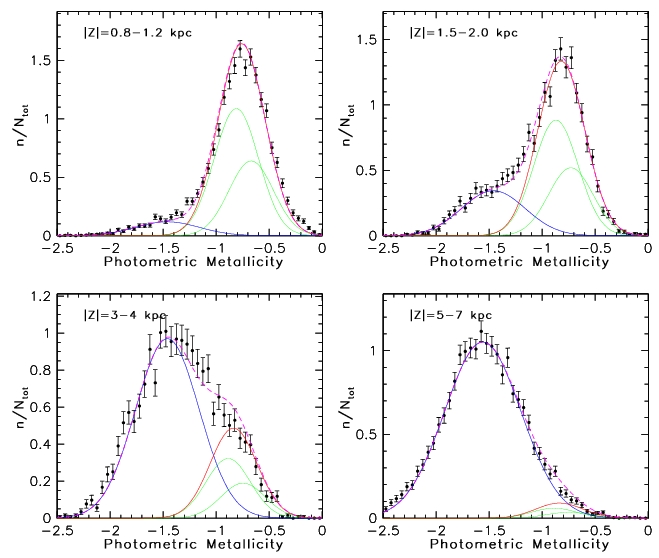 |Z|=0.8−1.2 kpc
n/Ntot
1.5
1
0.5
0
−2.5 −2 −1.5 −1 −0.5 0
Photometric Metallicity
|Z|=1.5−2.0 kpc
n/Ntot
1.5
1
0.5
0
−2.5 −2 −1.5 −1 −0.5 0
Photometric Metallicity
|Z|=3−4 kpc
n/Ntot
1.2
1
0.8
0.6
0.4
0.2
0
−2.5 −2 −1.5 −1 −0.5 0
Photometric Metallicity
|Z|=5−7 kpc
n/Ntot
1
0.5
0
−2.5 −2 −1.5 −1 −0.5 0
Photometric Metallicity